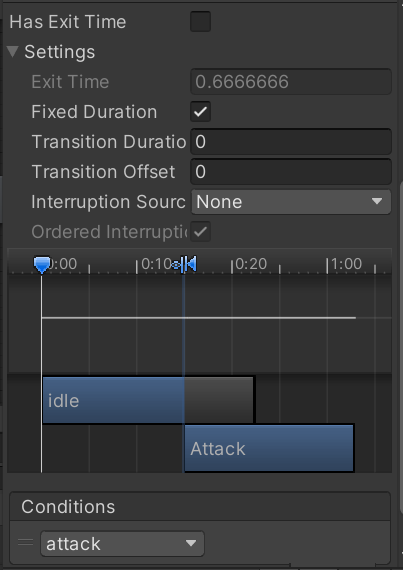 Has Exit Time
Settings
Exit Time 0.6666666
Fixed Duration
Transition Duratio 0
Transition Offset 0
Interruption Sourc None
Ordered Interrupti
0:00 0:10 0:20 1:00
idle
Attack
Conditions
attack